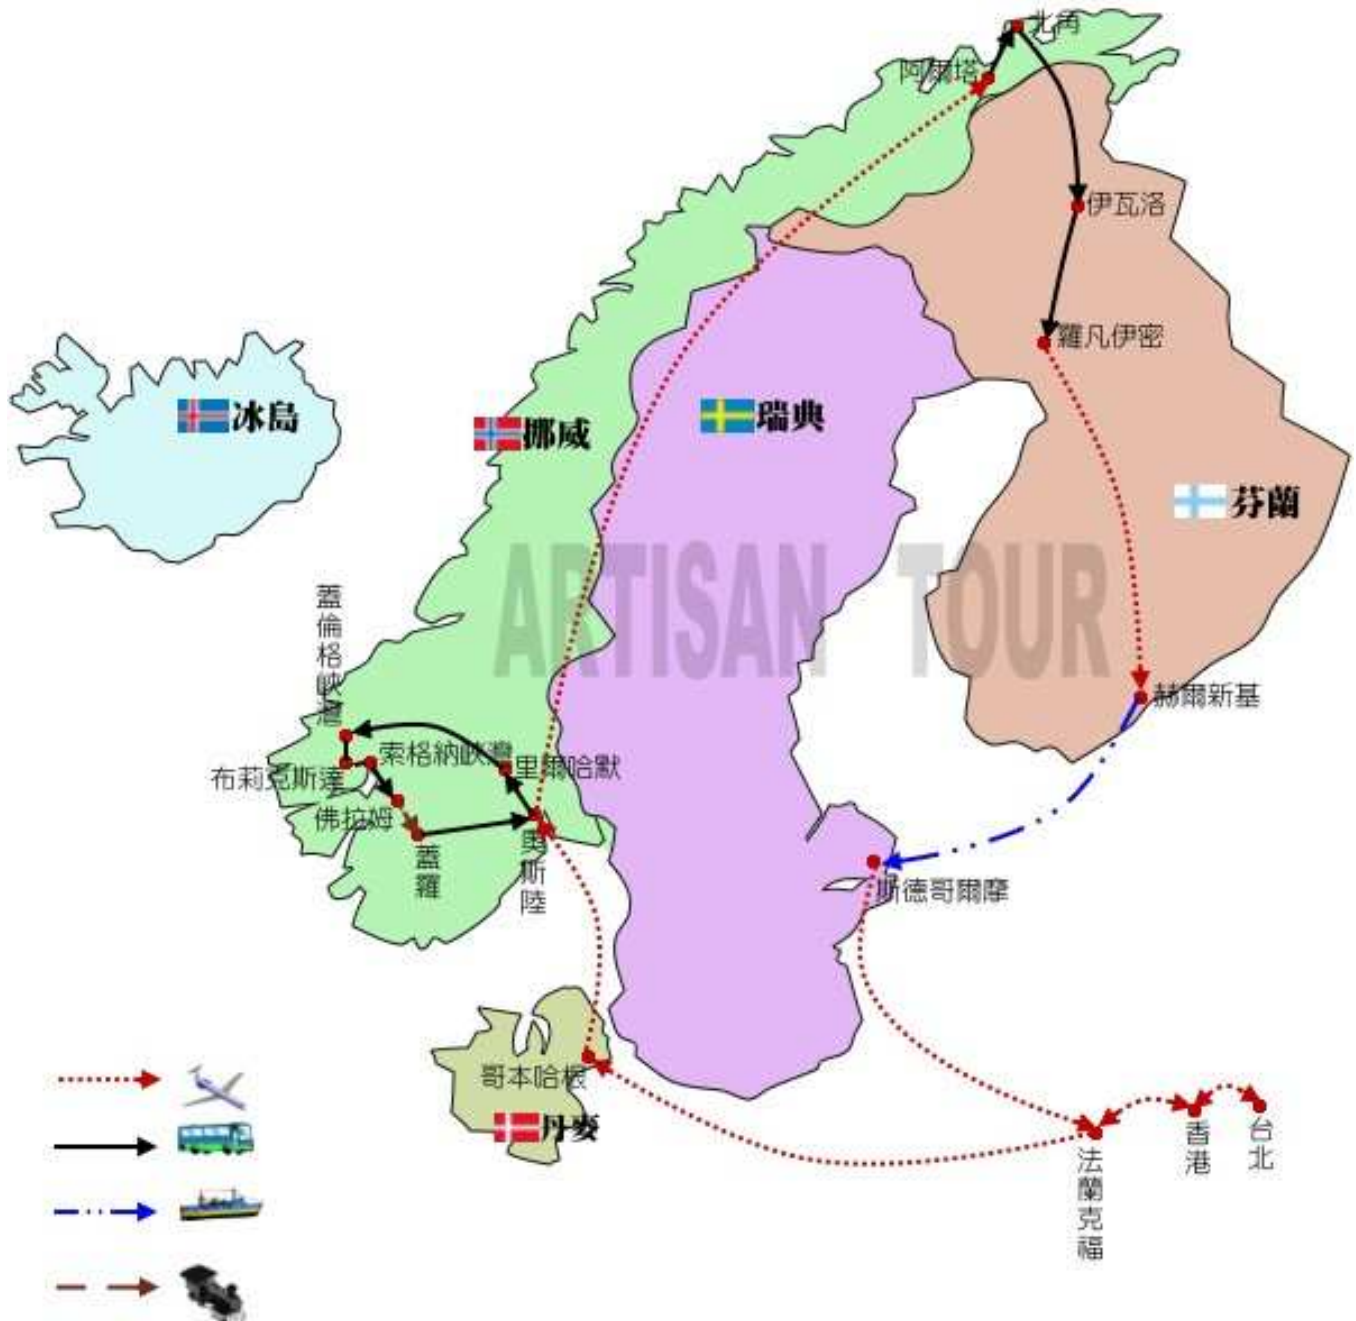 北角
阿爾塔
伊瓦洛
羅凡伊密
冰島
挪威
瑞典
芬蘭
ARTISAN TOUR
蓋倫格峽灣
赫爾新基
索格納峽灣
里爾哈默
布莉克斯達
佛拉姆
蓋羅
奧斯陸
斯德哥爾摩
哥本哈根
丹麥
法蘭克福
香港
台北